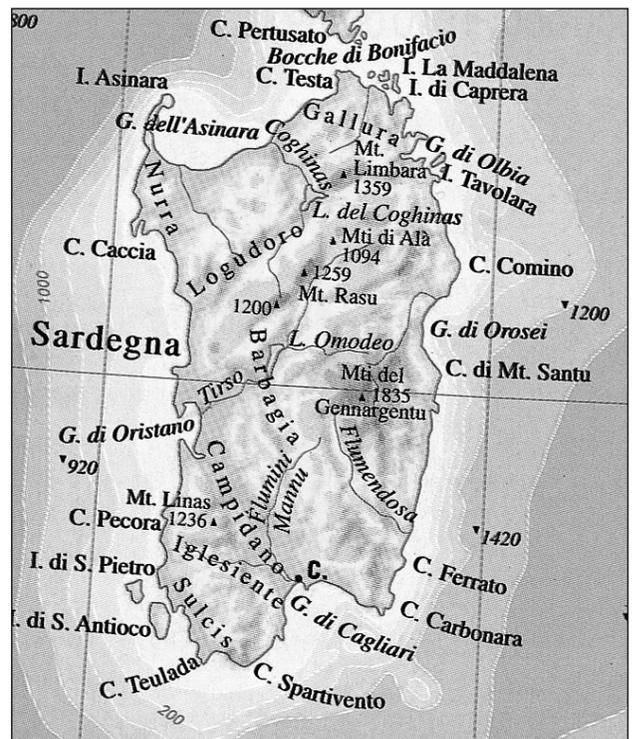 800
C. Pertusato
Bocche di Bonifacio
I. Asinara
C. Testa
I. La Maddalena
I. di Caprera
G. dell'Asinara
Coghinas
Gallura
G. di Olbia
Mt.
Limbara
1359
I. Tavolara
Nurra
L. del Coghinas
C. Caccia
Logudoro
Mti di Alà
1094
C. Comino
1259
Mt. Rasu
1000
1200
1200
Sardegna
Barbagia
L. Omodeo
G. di Orosei
C. di Mt. Santu
Tirso
Mti del
1835
Gennargentu
G. di Oristano
920
Campidano
Flumini
Mannu
Flumendosa
Mt. Linas
1236
C. Pecora
1420
Iglesiente
I. di S. Pietro
C.
C. Ferrato
Sulcis
G. di Cagliari
C. Carbonara
I. di S. Antioco
C. Teulada
C. Spartivento
200